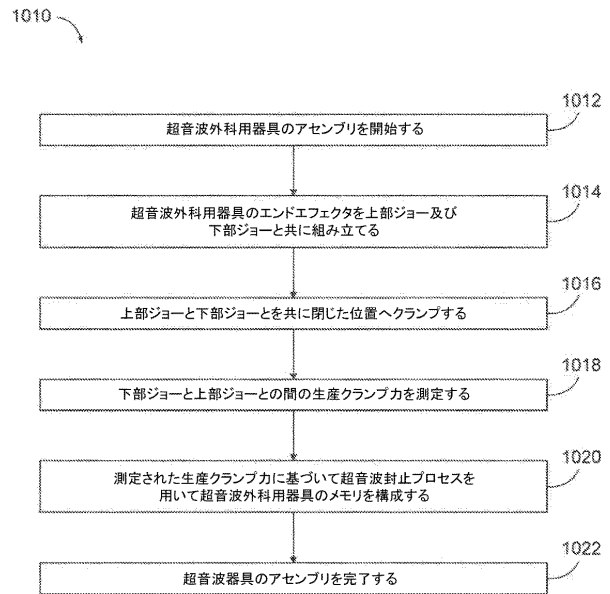 1010
1012
超音波外科用器具のアセンブリを開始する
1014
超音波外科用器具のエンドエフェクタを上部ジョー及び
下部ジョーと共に組み立てる
1016
上部ジョーと下部ジョーとを共に閉じた位置へクランプする
1018
下部ジョーと上部ジョーとの間の生産クランプ力を測定する
1020
測定された生産クランプ力に基づいて超音波封止プロセスを
用いて超音波外科用器具のメモリを構成する
1022
超音波器具のアセンブリを完了する